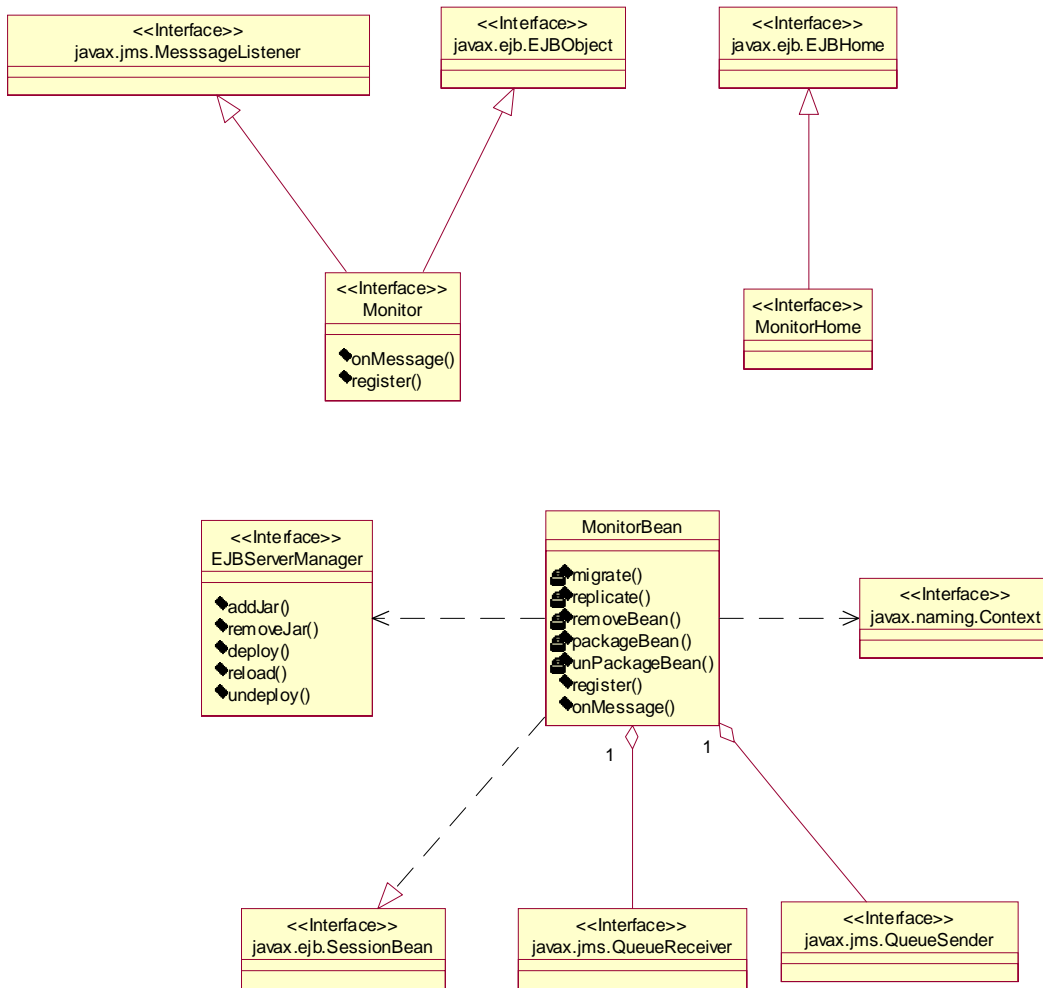 <<Interface>>
javax.jms.MesssageListener
<<Interface>>
javax.ejb.EJBObject
<<Interface>>
javax.ejb.EJBHome
<<Interface>>
Monitor
onMessage()
register()
<<Interface>>
MonitorHome
<<Interface>>
EJBServerManager
addJar()
removeJar()
deploy()
reload()
undeploy()
MonitorBean
migrate()
replicate()
removeBean()
packageBean()
unPackageBean()
register()
onMessage()
<<Interface>>
javax.naming.Context
1
1
<<Interface>>
javax.ejb.SessionBean
<<Interface>>
javax.jms.QueueReceiver
<<Interface>>
javax.jms.QueueSender